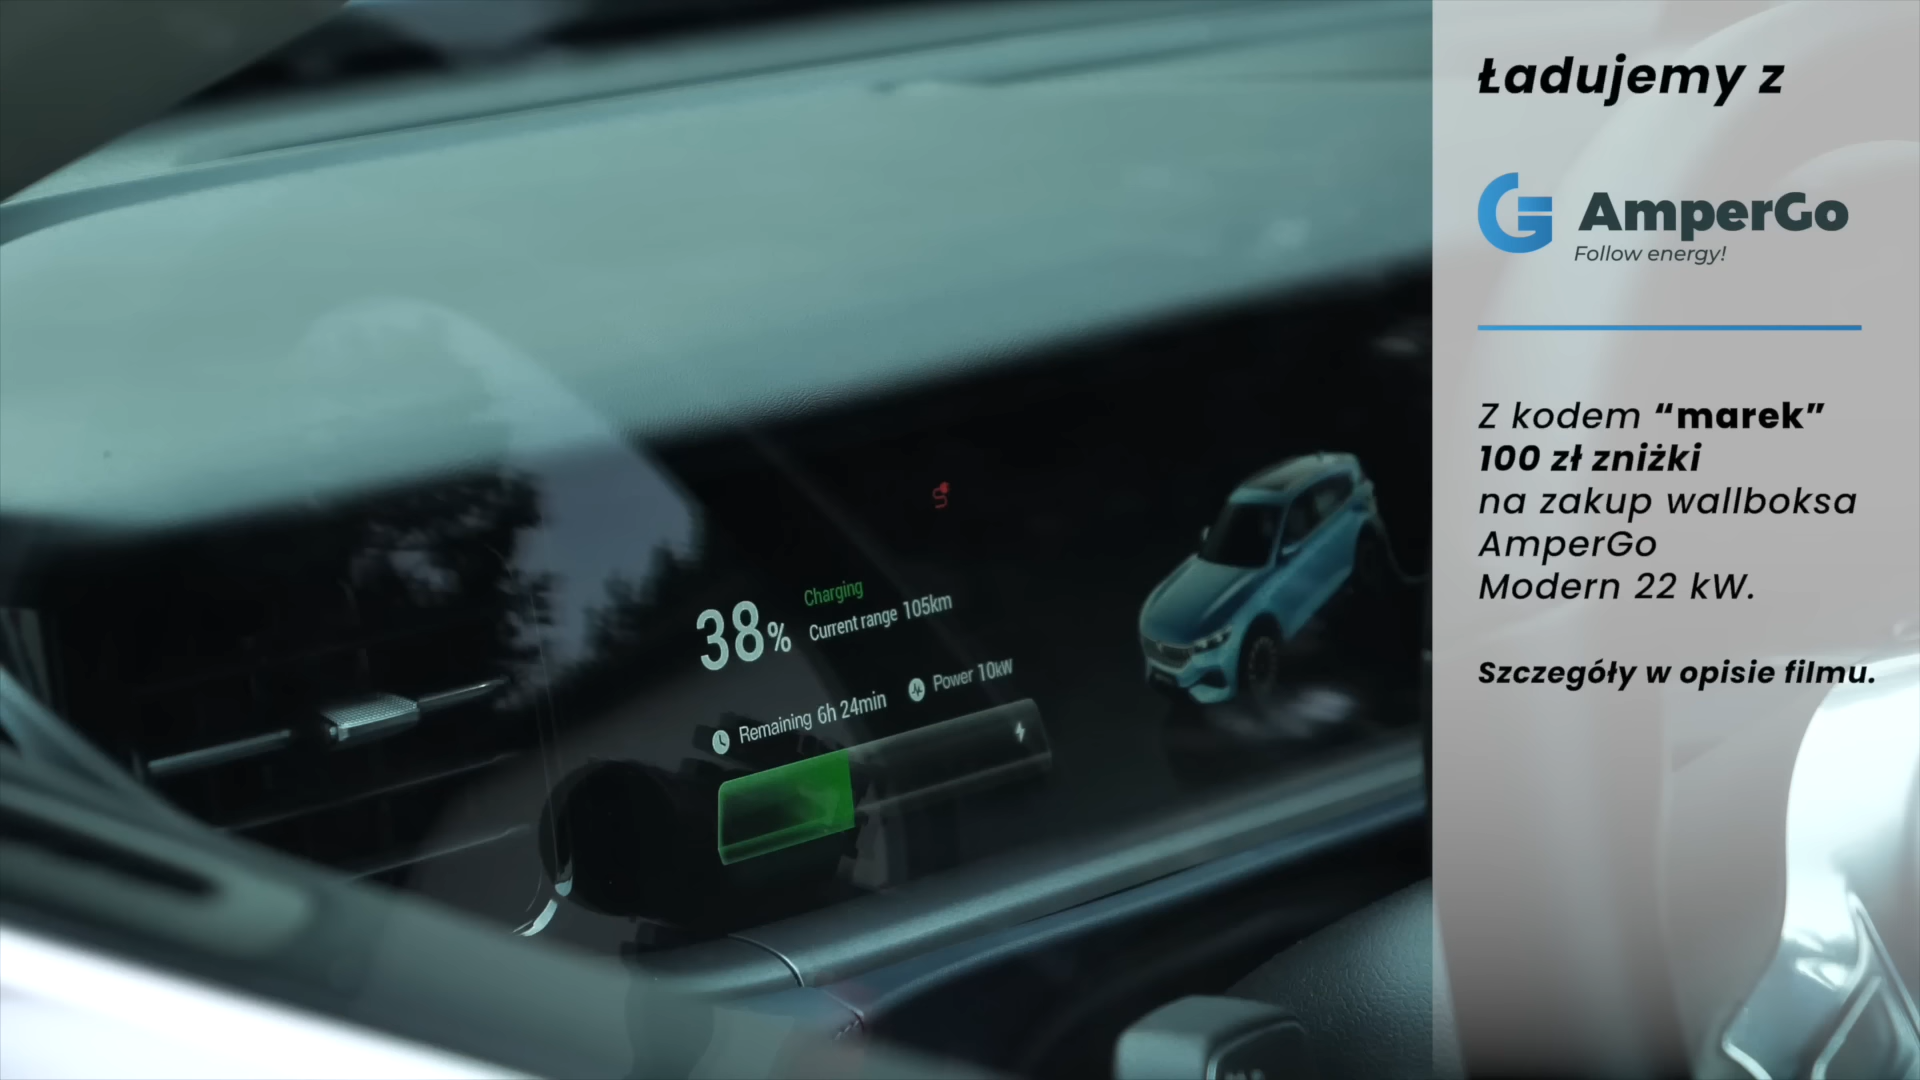 Ładujemy z
AmperGo
Follow energy!
Z kodem “marek”
100 zł zniżki
na zakup wallboksa
AmperGo
Modern 22 kW.
Szczegóły w opisie filmu.
38% Charging
Current range 105km
Remaining 6h 24min Power 10kW